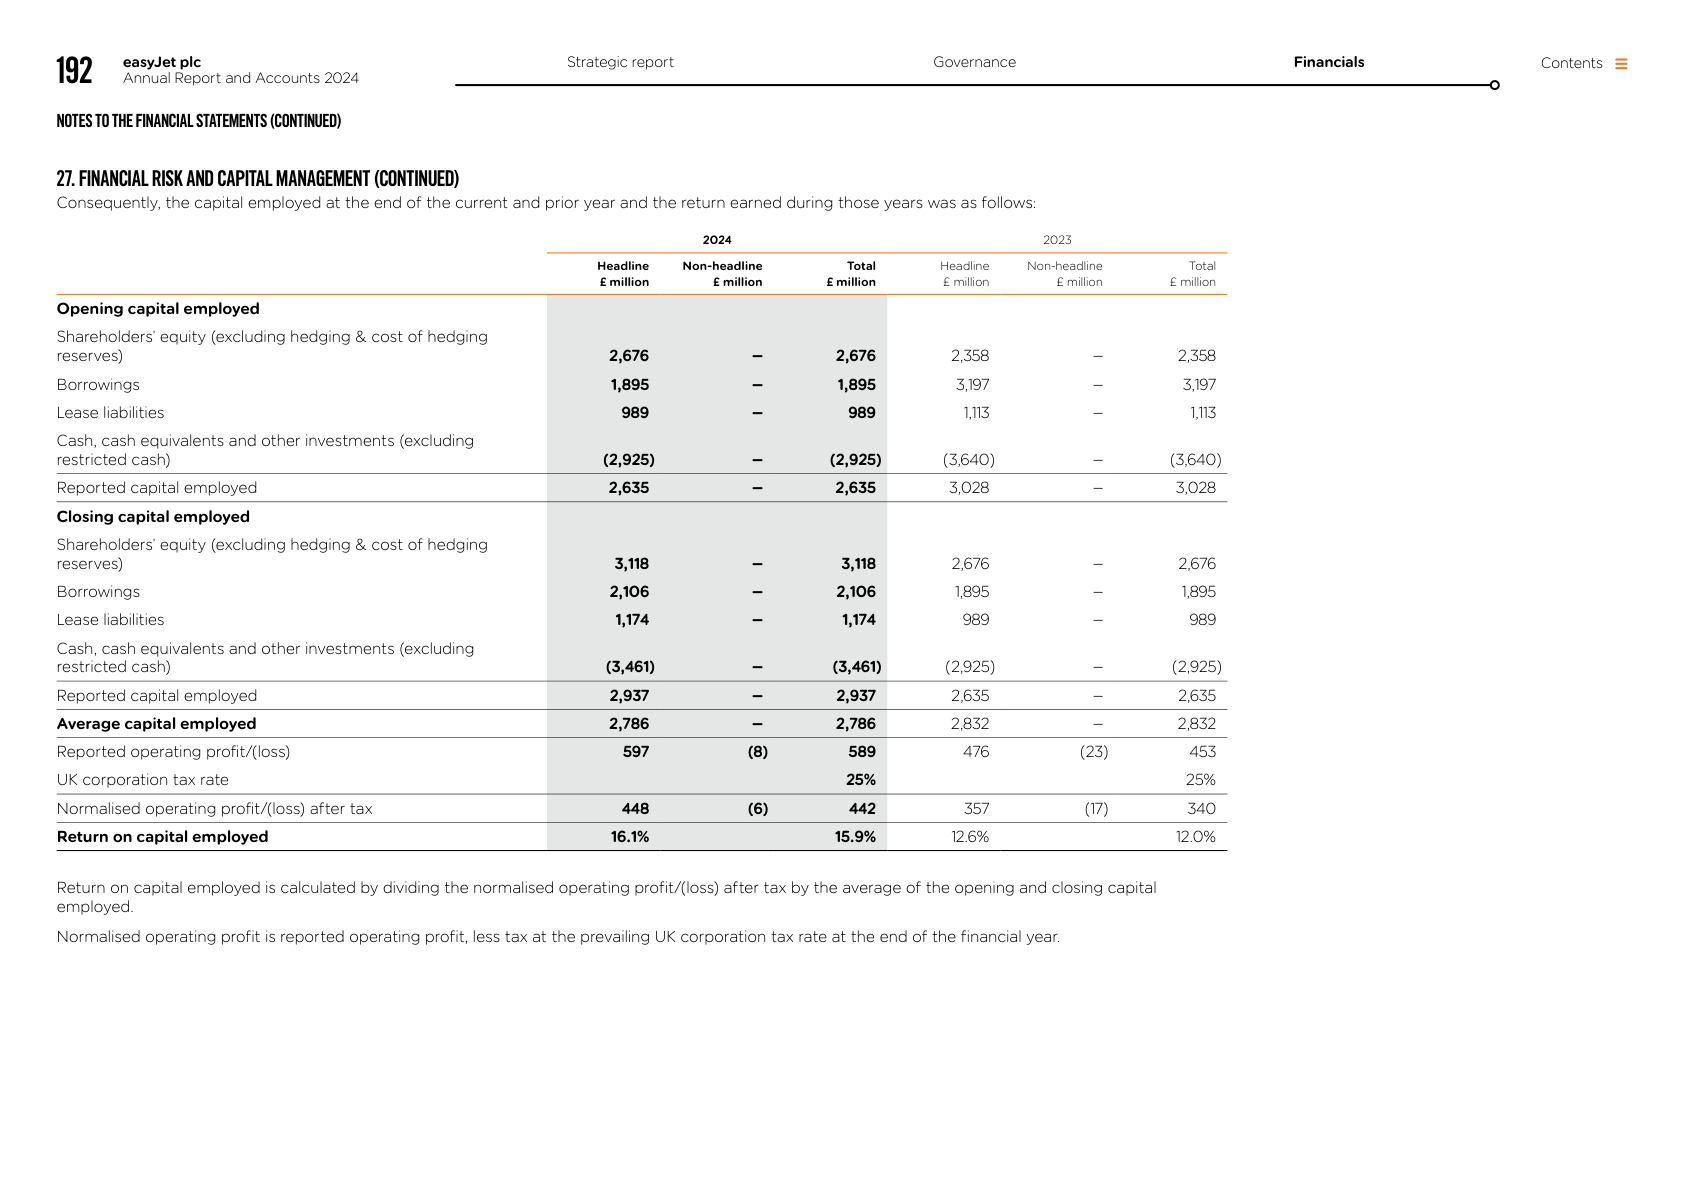 192
easyJet plc
Annual Report and Accounts 2024
Strategic report
Governance
Financials
Contents
NOTES TO THE FINANCIAL STATEMENTS (CONTINUED)
27. FINANCIAL RISK AND CAPITAL MANAGEMENT (CONTINUED)
Consequently, the capital employed at the end of the current and prior year and the return earned during those years was as follows:
2024 2023
Headline Non-headline Total Headline Non-headline Total
£ million £ million £ million £ million £ million £ million
Opening capital employed
Shareholders' equity (excluding hedging & cost of hedging
reserves) 2,676 – 2,676 2,358 – 2,358
Borrowings 1,895 – 1,895 3,197 – 3,197
Lease liabilities 989 – 989 1,113 – 1,113
Cash, cash equivalents and other investments (excluding
restricted cash) (2,925) – (2,925) (3,640) – (3,640)
Reported capital employed 2,635 – 2,635 3,028 – 3,028
Closing capital employed
Shareholders' equity (excluding hedging & cost of hedging
reserves) 3,118 – 3,118 2,676 – 2,676
Borrowings 2,106 – 2,106 1,895 – 1,895
Lease liabilities 1,174 – 1,174 989 – 989
Cash, cash equivalents and other investments (excluding
restricted cash) (3,461) – (3,461) (2,925) – (2,925)
Reported capital employed 2,937 – 2,937 2,635 – 2,635
Average capital employed 2,786 – 2,786 2,832 – 2,832
Reported operating profit/(loss) 597 (8) 589 476 (23) 453
UK corporation tax rate 25% 25%
Normalised operating profit/(loss) after tax 448 (6) 442 357 (17) 340
Return on capital employed 16.1% 15.9% 12.6% 12.0%
Return on capital employed is calculated by dividing the normalised operating profit/(loss) after tax by the average of the opening and closing capital
employed.
Normalised operating profit is reported operating profit, less tax at the prevailing UK corporation tax rate at the end of the financial year.